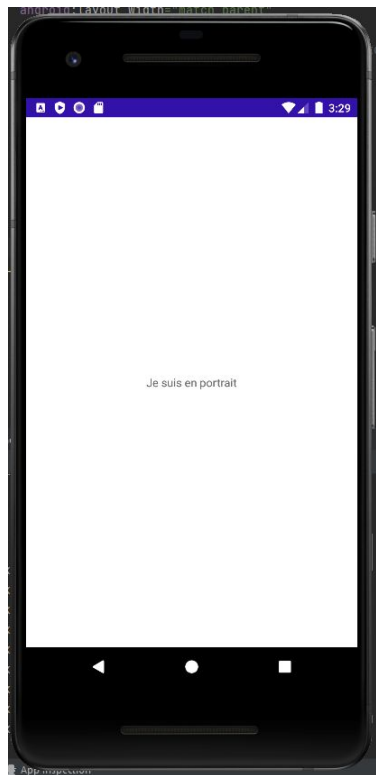 android:layout_width="match_parent"
3:29
Je suis en portrait
App Inspection